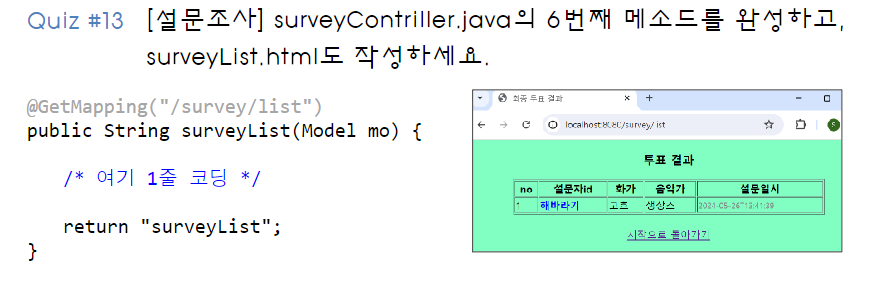 Quiz #13 [설문조사] surveyContriller.java의 6번째 메소드를 완성하고,
surveyList.html도 작성하세요.
@GetMapping("/survey/list")
public String surveyList(Model mo) {
/* 여기 1줄 코딩 */
return "surveyList";
}
최종 투표 결과
localhost:8080/survey/list
S
투표 결과
no 설문자id 화가 음악가 설문일시
1 해바라기 고흐 생상스
시작으로 돌아가기